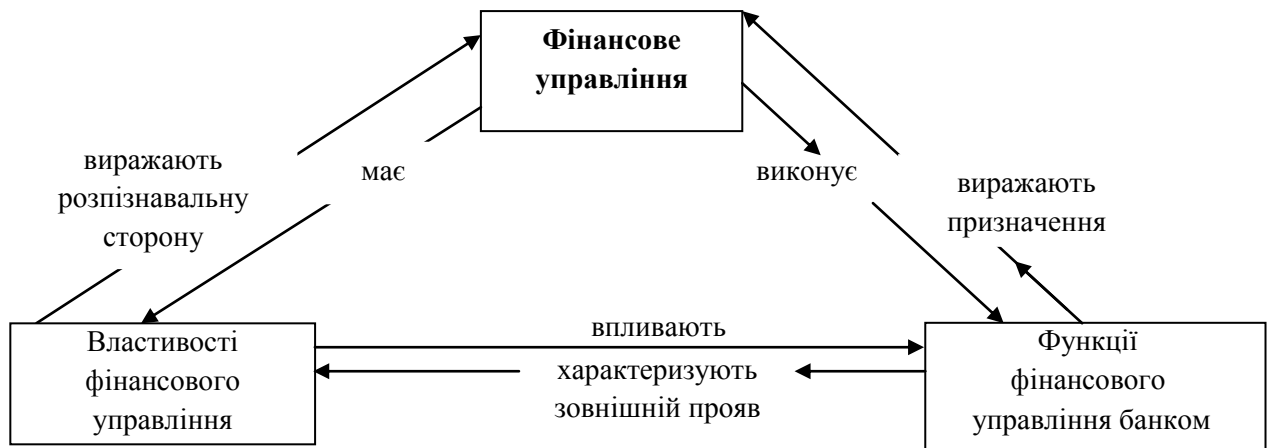 Фінансове
управління
виражають
розпізнавальну
сторону
має
виконує
виражають
призначення
Властивості
фінансового
управління
впливають
характеризують
зовнішній прояв
Функції
фінансового
управління банком